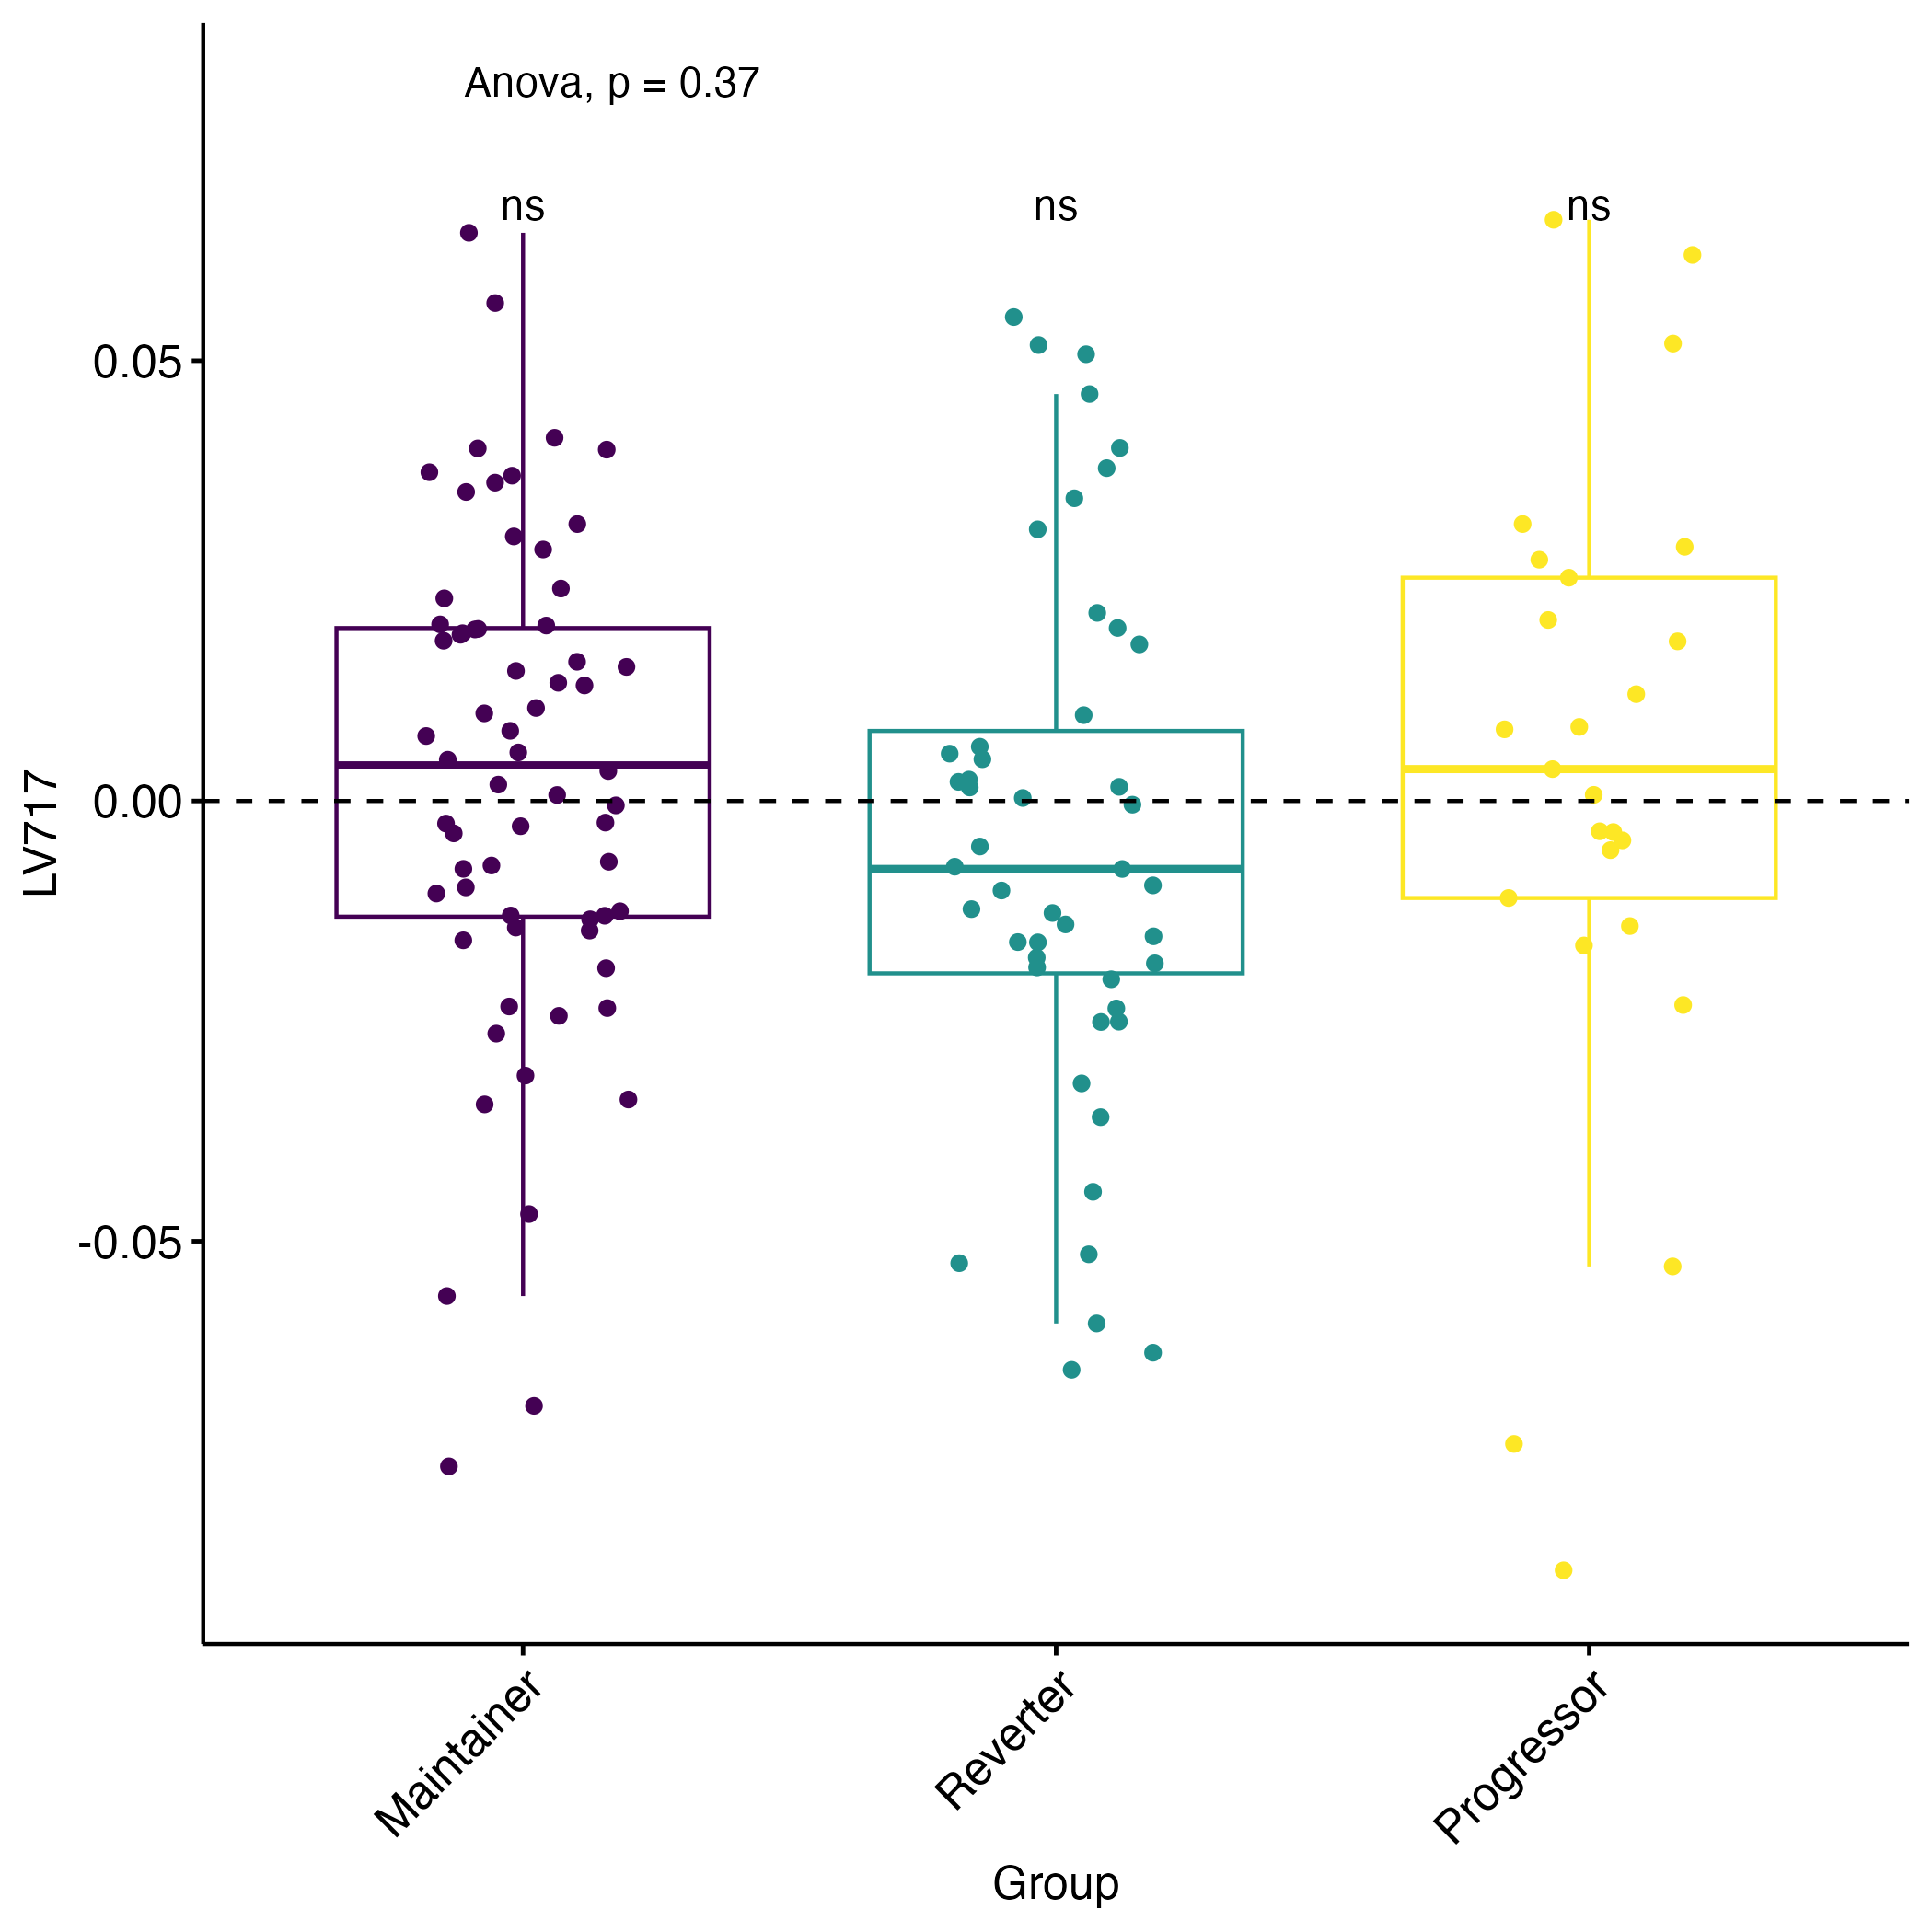 Anova, p = 0.37
ns ns ns
0.05
0.00
-0.05
LV717
Maintainer
Reverter
Progressor
Group